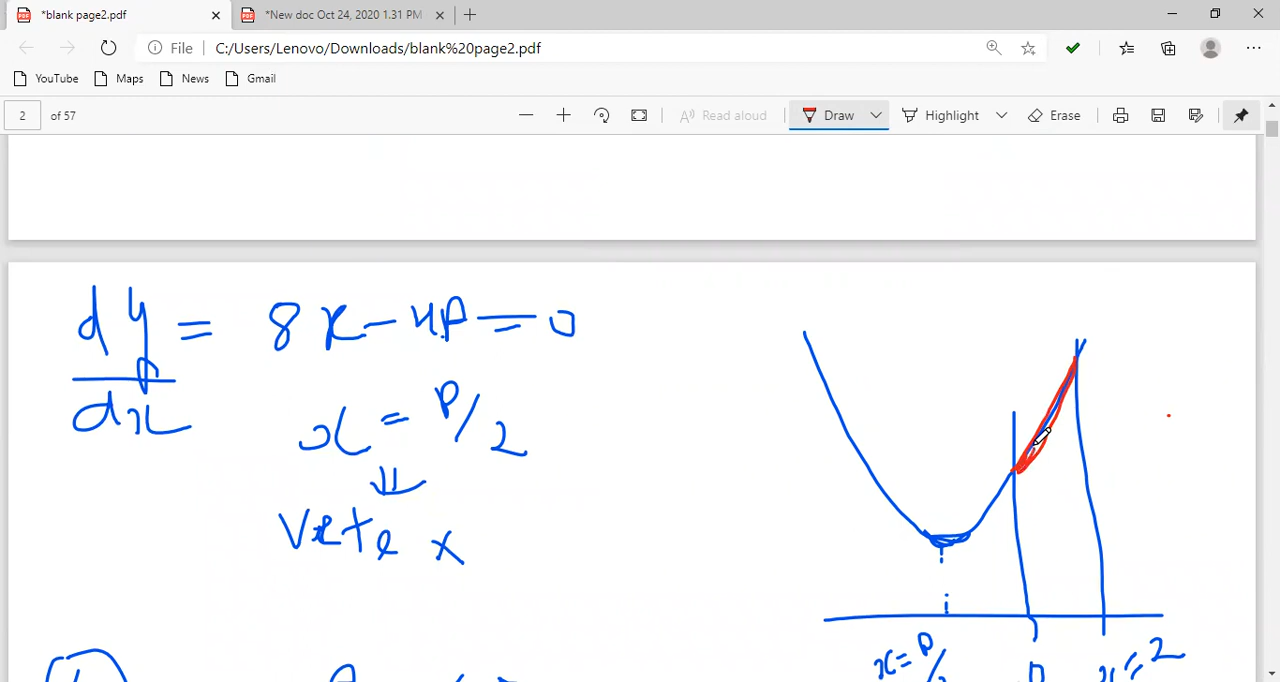 *blank page2.pdf
*New doc Oct 24, 2020 1.31 PM
File C:/Users/Lenovo/Downloads/blank%20page2.pdf
YouTube Maps News Gmail
2 of 57 Read aloud Draw Highlight Erase
dy/dx = 8x - 4P = 0
x = P/2
⇓
Vertex
x = P/2 0 x = 2